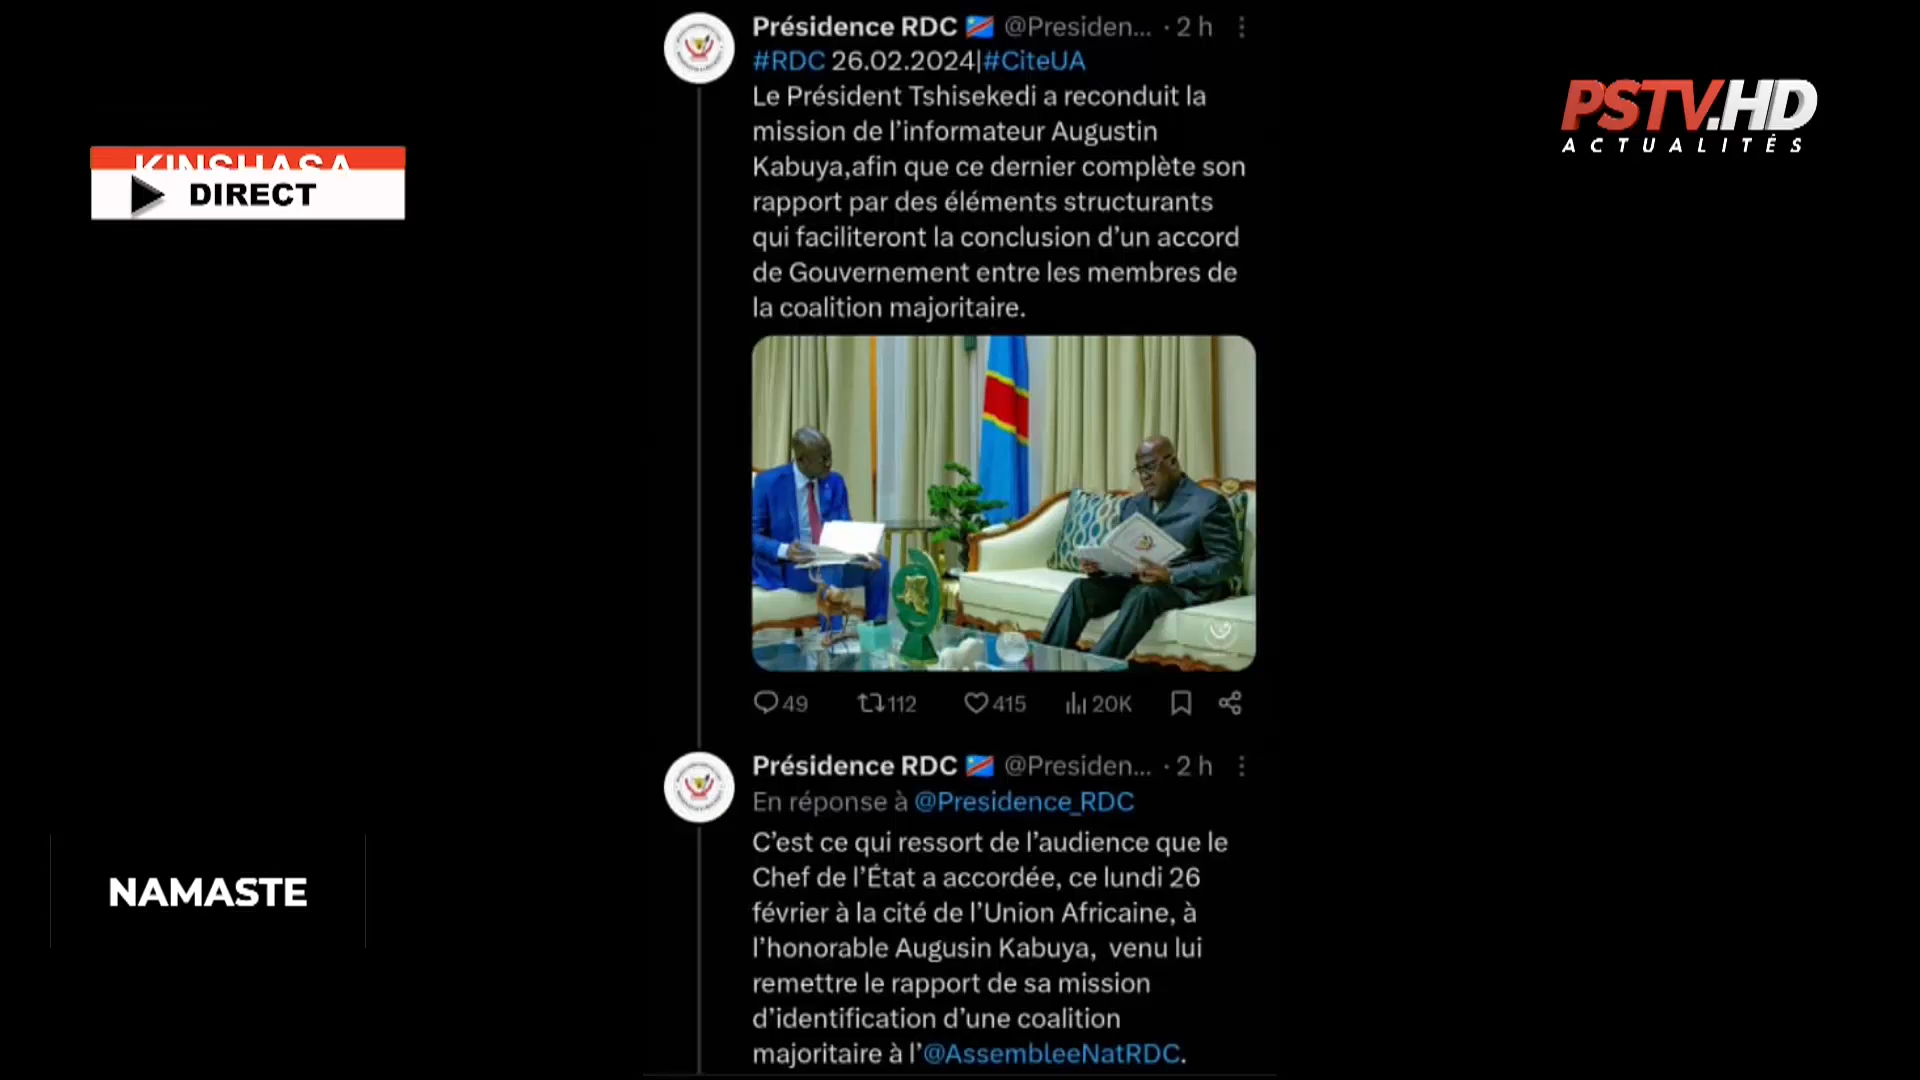 Présidence RDC 🇨🇩 @Presiden... · 2 h
#RDC 26.02.2024|#CiteUA
Le Président Tshisekedi a reconduit la
mission de l'informateur Augustin
Kabuya,afin que ce dernier complète son
rapport par des éléments structurants
qui faciliteront la conclusion d'un accord
de Gouvernement entre les membres de
la coalition majoritaire.
49 112 415 20K
Présidence RDC 🇨🇩 @Presiden... · 2 h
En réponse à @Presidence_RDC
C'est ce qui ressort de l'audience que le
Chef de l'État a accordée, ce lundi 26
février à la cité de l'Union Africaine, à
l'honorable Augusin Kabuya, venu lui
remettre le rapport de sa mission
d'identification d'une coalition
majoritaire à l'@AssembleeNatRDC.
KINSHASA
DIRECT
NAMASTE
PSTV.HD
ACTUALITÉS